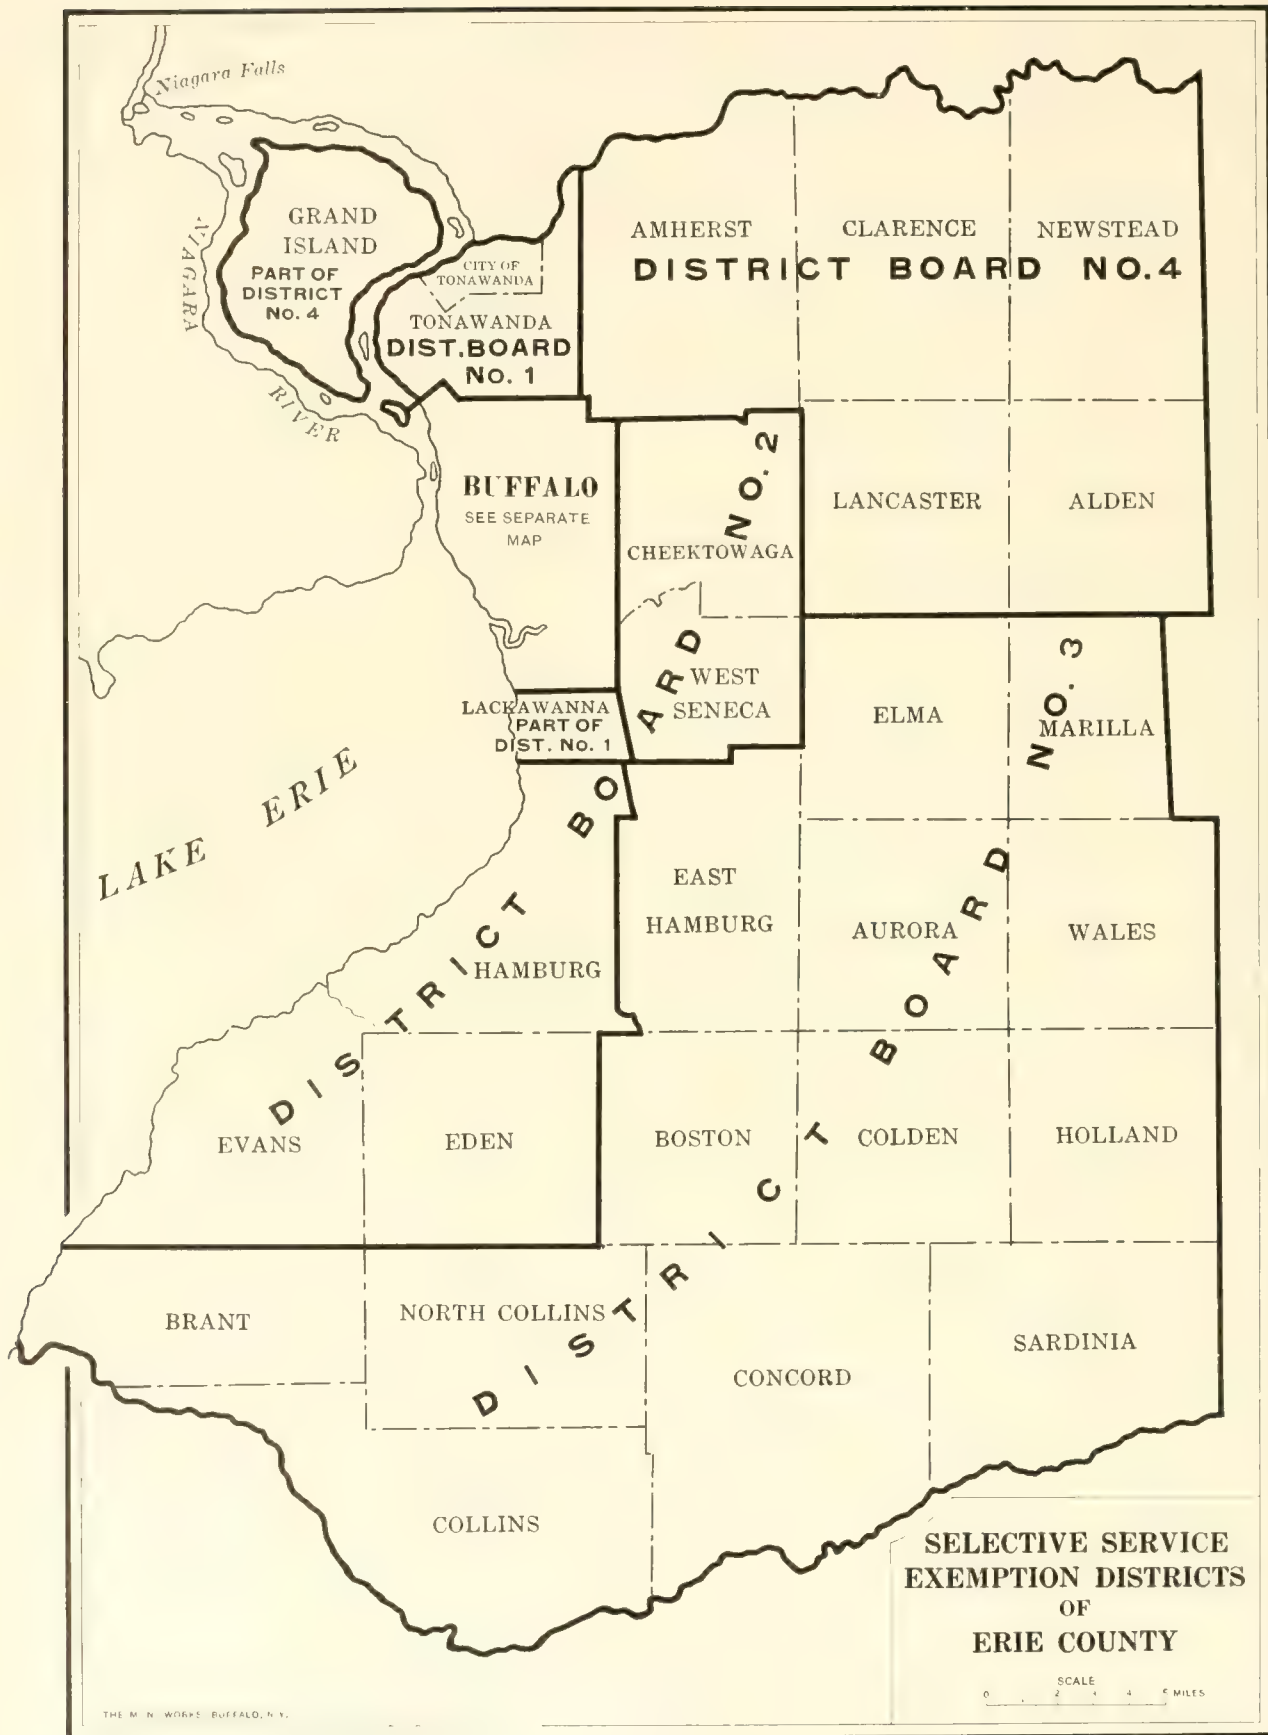 Niagara Falls
NIAGARA
RIVER
GRAND
ISLAND
PART OF
DISTRICT
No. 4
CITY OF
TONAWANDA
TONAWANDA
DIST. BOARD
No. 1
AMHERST
CLARENCE
NEWSTEAD
DISTRICT BOARD NO. 4
BUFFALO
SEE SEPARATE
MAP
LANCASTER
ALDEN
CHEEKTOWAGA
WEST
SENECA
LACKAWANNA
PART OF
DIST. No. 1
DISTRICT BOARD NO. 2
LAKE ERIE
ELMA
MARILLA
EAST
HAMBURG
HAMBURG
AURORA
WALES
EVANS
EDEN
BOSTON
COLDEN
HOLLAND
DISTRICT BOARD NO. 3
BRANT
NORTH COLLINS
CONCORD
SARDINIA
COLLINS
SELECTIVE SERVICE
EXEMPTION DISTRICTS
OF
ERIE COUNTY
SCALE
0 2 4 MILES
BUFFALO, N.Y.